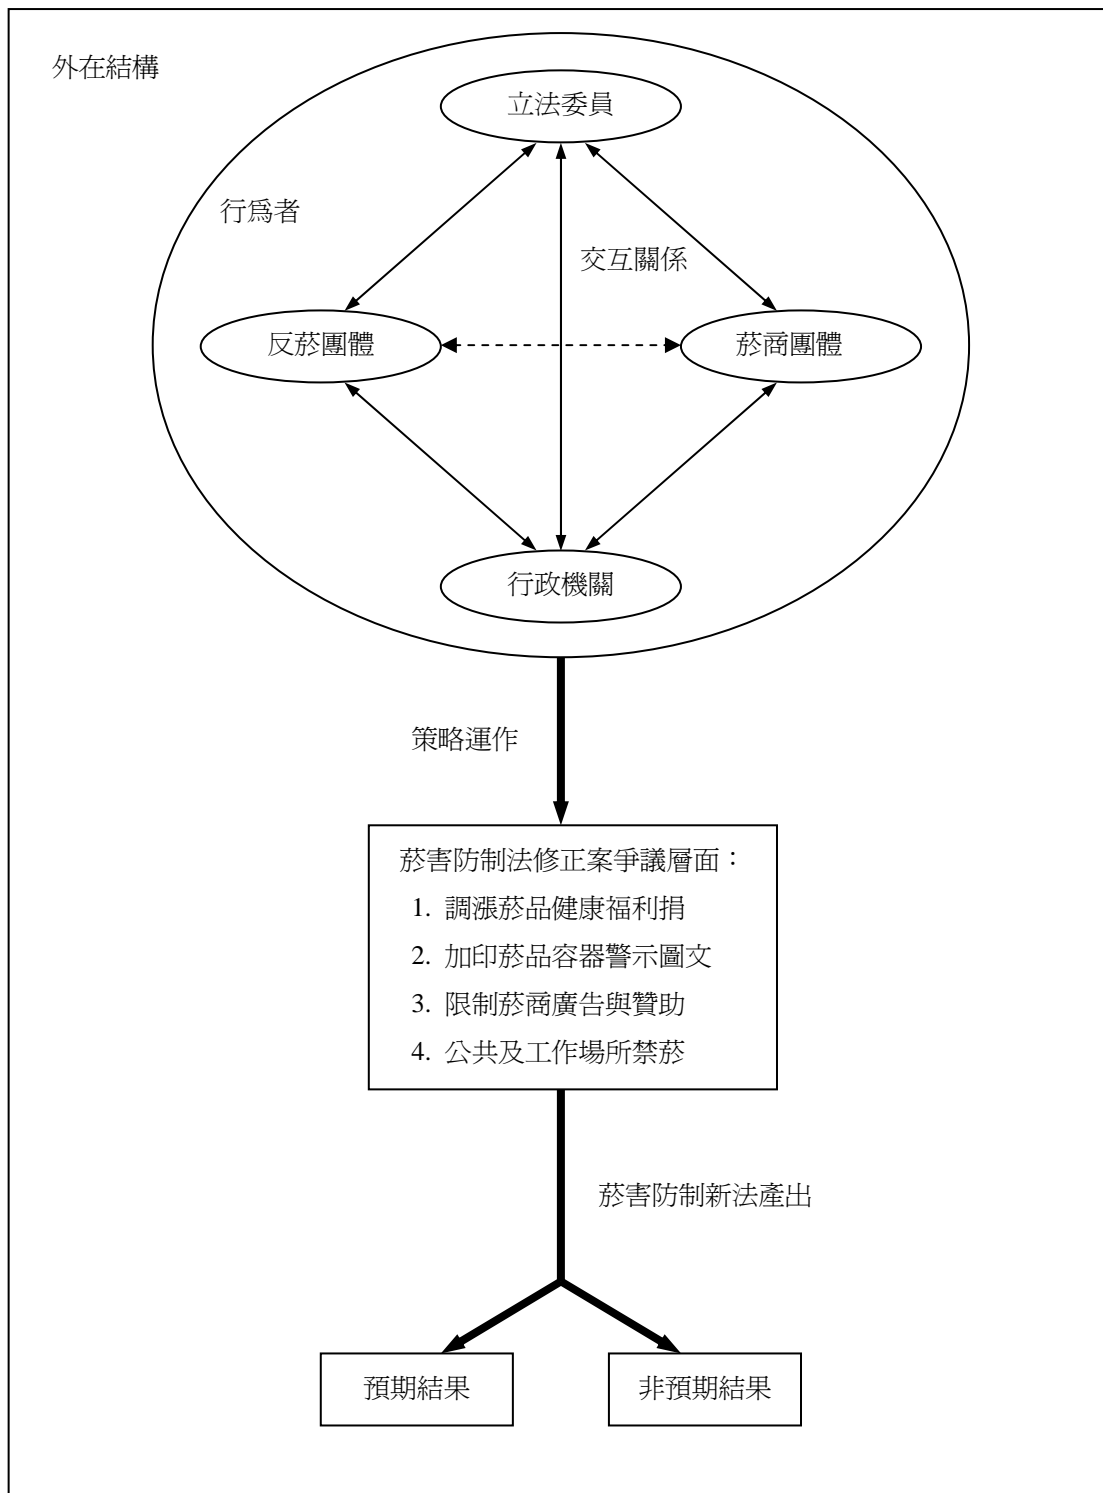 外在結構
立法委員
行為者
交互關係
反菸團體
菸商團體
行政機關
策略運作
菸害防制法修正案爭議層面：
1. 調漲菸品健康福利捐
2. 加印菸品容器警示圖文
3. 限制菸商廣告與贊助
4. 公共及工作場所禁菸
菸害防制新法產出
預期結果
非預期結果